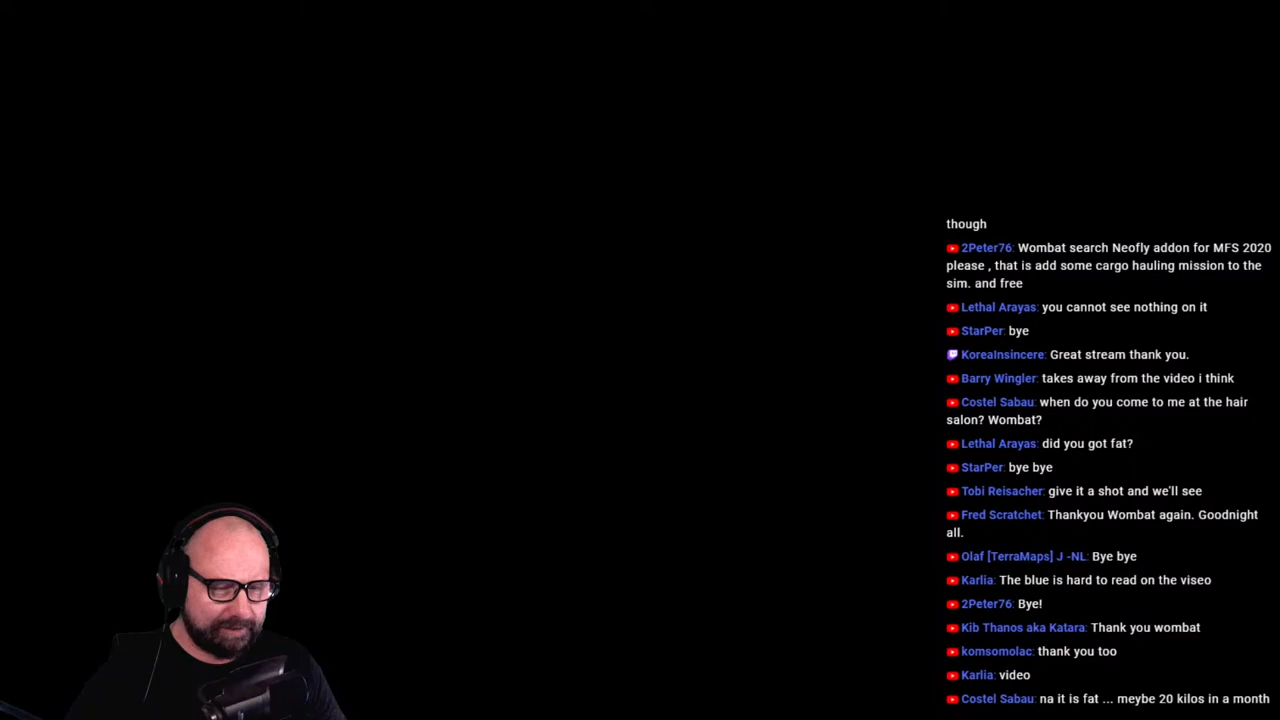 though
2Peter76: Wombat search Neofly addon for MFS 2020
please , that is add some cargo hauling mission to the
sim. and free
Lethal Arayas: you cannot see nothing on it
StarPer: bye
KoreaInsincere: Great stream thank you.
Barry Wingler: takes away from the video i think
Costel Sabau: when do you come to me at the hair
salon? Wombat?
Lethal Arayas: did you got fat?
StarPer: bye bye
Tobi Reisacher: give it a shot and we'll see
Fred Scratchet: Thankyou Wombat again. Goodnight
all.
Olaf [TerraMaps] J -NL: Bye bye
Karlia: The blue is hard to read on the viseo
2Peter76: Bye!
Kib Thanos aka Katara: Thank you wombat
komsomolac: thank you too
Karlia: video
Costel Sabau: na it is fat ... meybe 20 kilos in a month